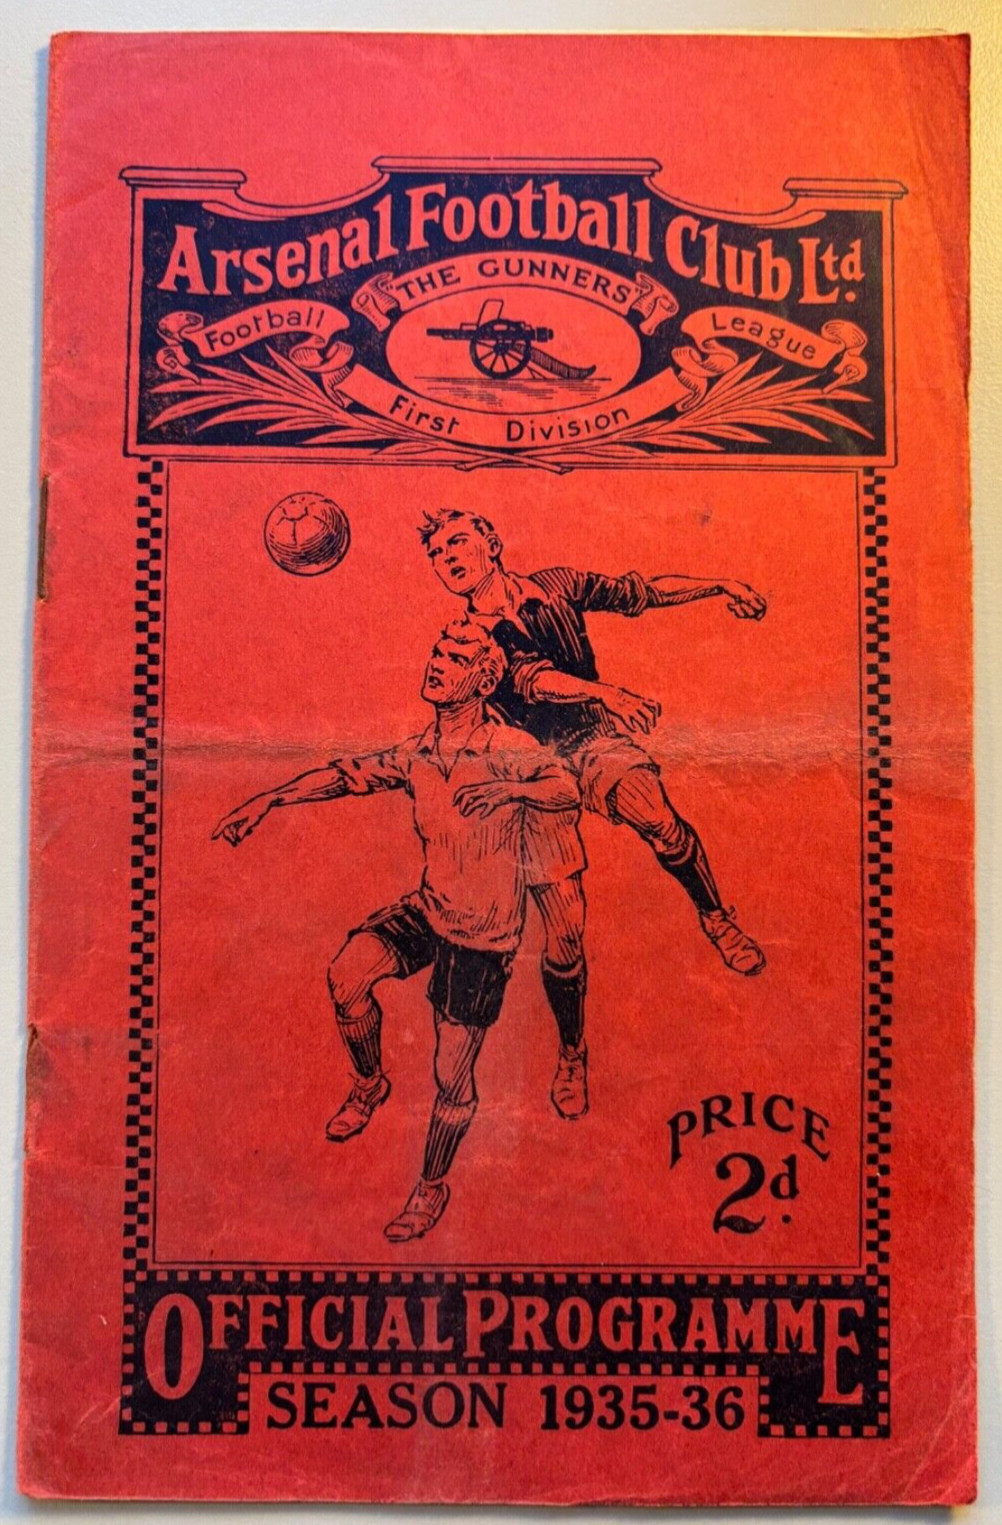 Arsenal Football Club Ltd.
"THE GUNNERS"
Football League
First Division
PRICE
2d.
OFFICIAL PROGRAMME
SEASON 1935-36